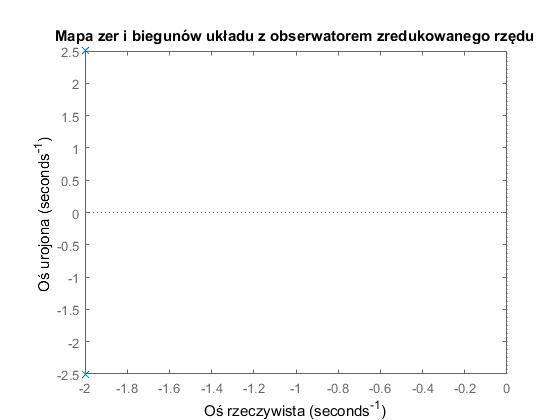 Mapa zer i biegunów układu z obserwatorem zredukowanego rzędu
2.5
2
1.5
1
0.5
0
-0.5
-1
-1.5
-2
-2.5
Oś urojona (seconds⁻¹)
-2 -1.8 -1.6 -1.4 -1.2 -1 -0.8 -0.6 -0.4 -0.2 0
Oś rzeczywista (seconds⁻¹)